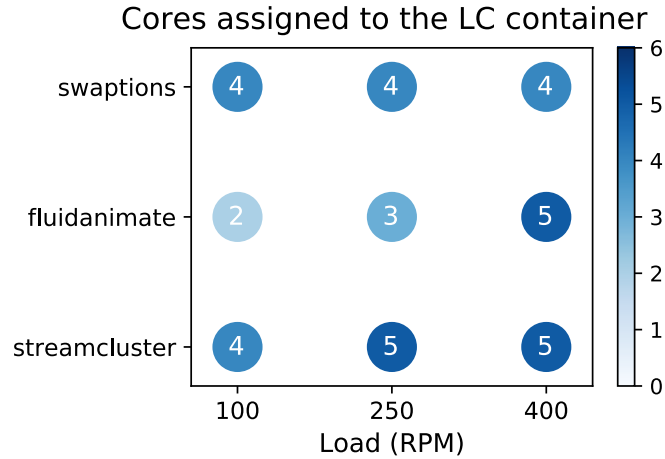 Cores assigned to the LC container
swaptions 4 4 4
fluidanimate 2 3 5
streamcluster 4 5 5
100 250 400
Load (RPM)
6
5
4
3
2
1
0